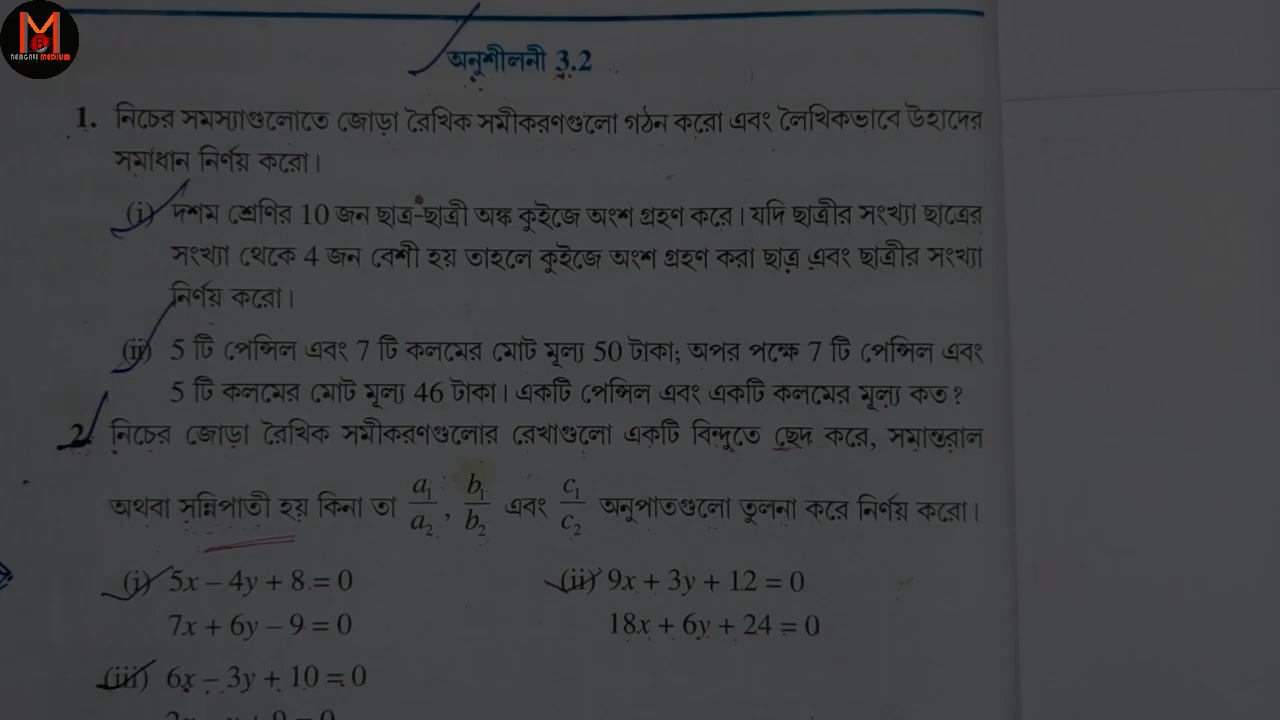 M
B
BENGALI MEDIUM
অনুশীলনী 3.2
1. নিচের সমস্যাগুলোতে জোড়া রৈখিক সমীকরণগুলো গঠন করো এবং লৈখিকভাবে উহাদের
সমাধান নির্ণয় করো।
(i) দশম শ্রেণির 10 জন ছাত্র-ছাত্রী অঙ্ক কুইজে অংশ গ্রহণ করে। যদি ছাত্রীর সংখ্যা ছাত্রের
সংখ্যা থেকে 4 জন বেশী হয় তাহলে কুইজে অংশ গ্রহণ করা ছাত্র এবং ছাত্রীর সংখ্যা
নির্ণয় করো।
(ii) 5 টি পেন্সিল এবং 7 টি কলমের মোট মূল্য 50 টাকা; অপর পক্ষে 7 টি পেন্সিল এবং
5 টি কলমের মোট মূল্য 46 টাকা। একটি পেন্সিল এবং একটি কলমের মূল্য কত?
2. নিচের জোড়া রৈখিক সমীকরণগুলোর রেখাগুলো একটি বিন্দুতে ছেদ করে, সমান্তরাল
অথবা সন্নিপাতী হয় কিনা তা a₁/a₂, b₁/b₂ এবং c₁/c₂ অনুপাতগুলো তুলনা করে নির্ণয় করো।
(i) 5x – 4y + 8 = 0 (ii) 9x + 3y + 12 = 0
7x + 6y – 9 = 0 18x + 6y + 24 = 0
(iii) 6x – 3y + 10 = 0